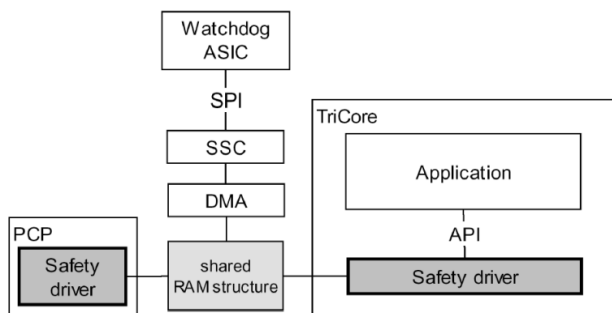 Watchdog
ASIC
SPI
TriCore
SSC
Application
DMA
PCP
API
Safety
driver
shared
RAM structure
Safety driver